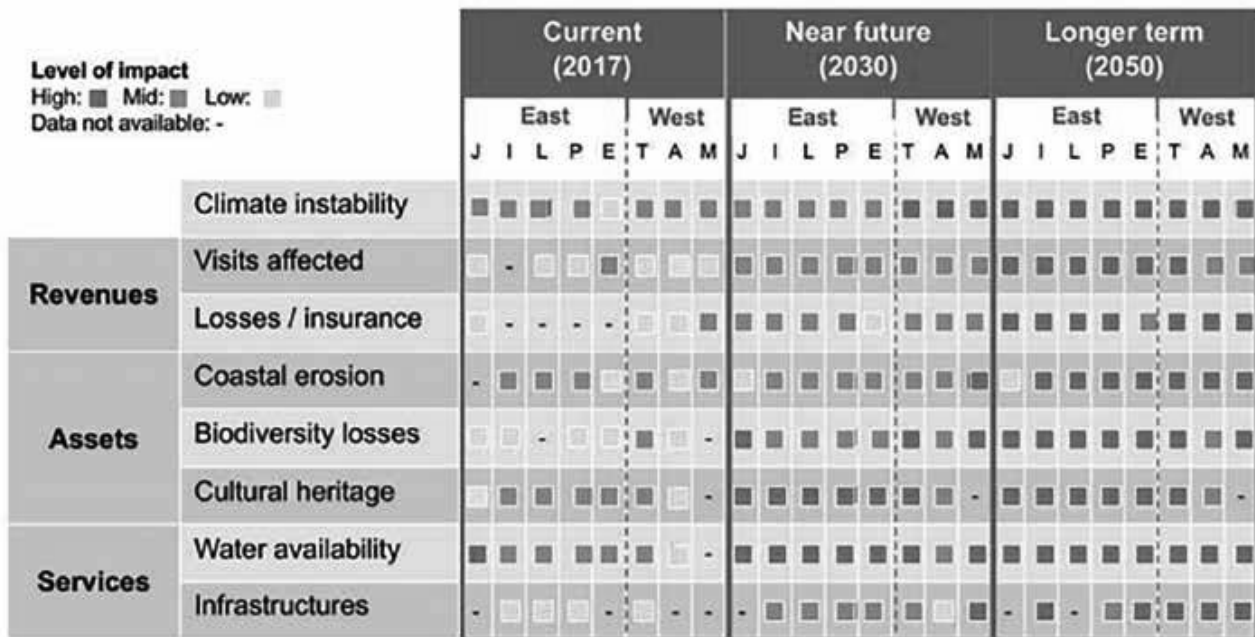 Current Near future Longer term
(2017) (2030) (2050)
Level of impact
High: Mid: Low:
Data not available: -
East West East West East West
J I L P E T A M J I L P E T A M J I L P E T A M
Climate instability
Revenues
Visits affected -
Losses / insurance - - - -
Assets
Coastal erosion -
Biodiversity losses - -
Cultural heritage - - -
Services
Water availability -
Infrastructures - - - - - - -